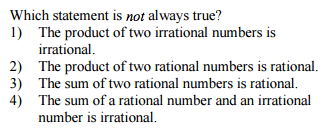 Which statement is not always true?
1) The product of two irrational numbers is
irrational.
2) The product of two rational numbers is rational.
3) The sum of two rational numbers is rational.
4) The sum of a rational number and an irrational
number is irrational.